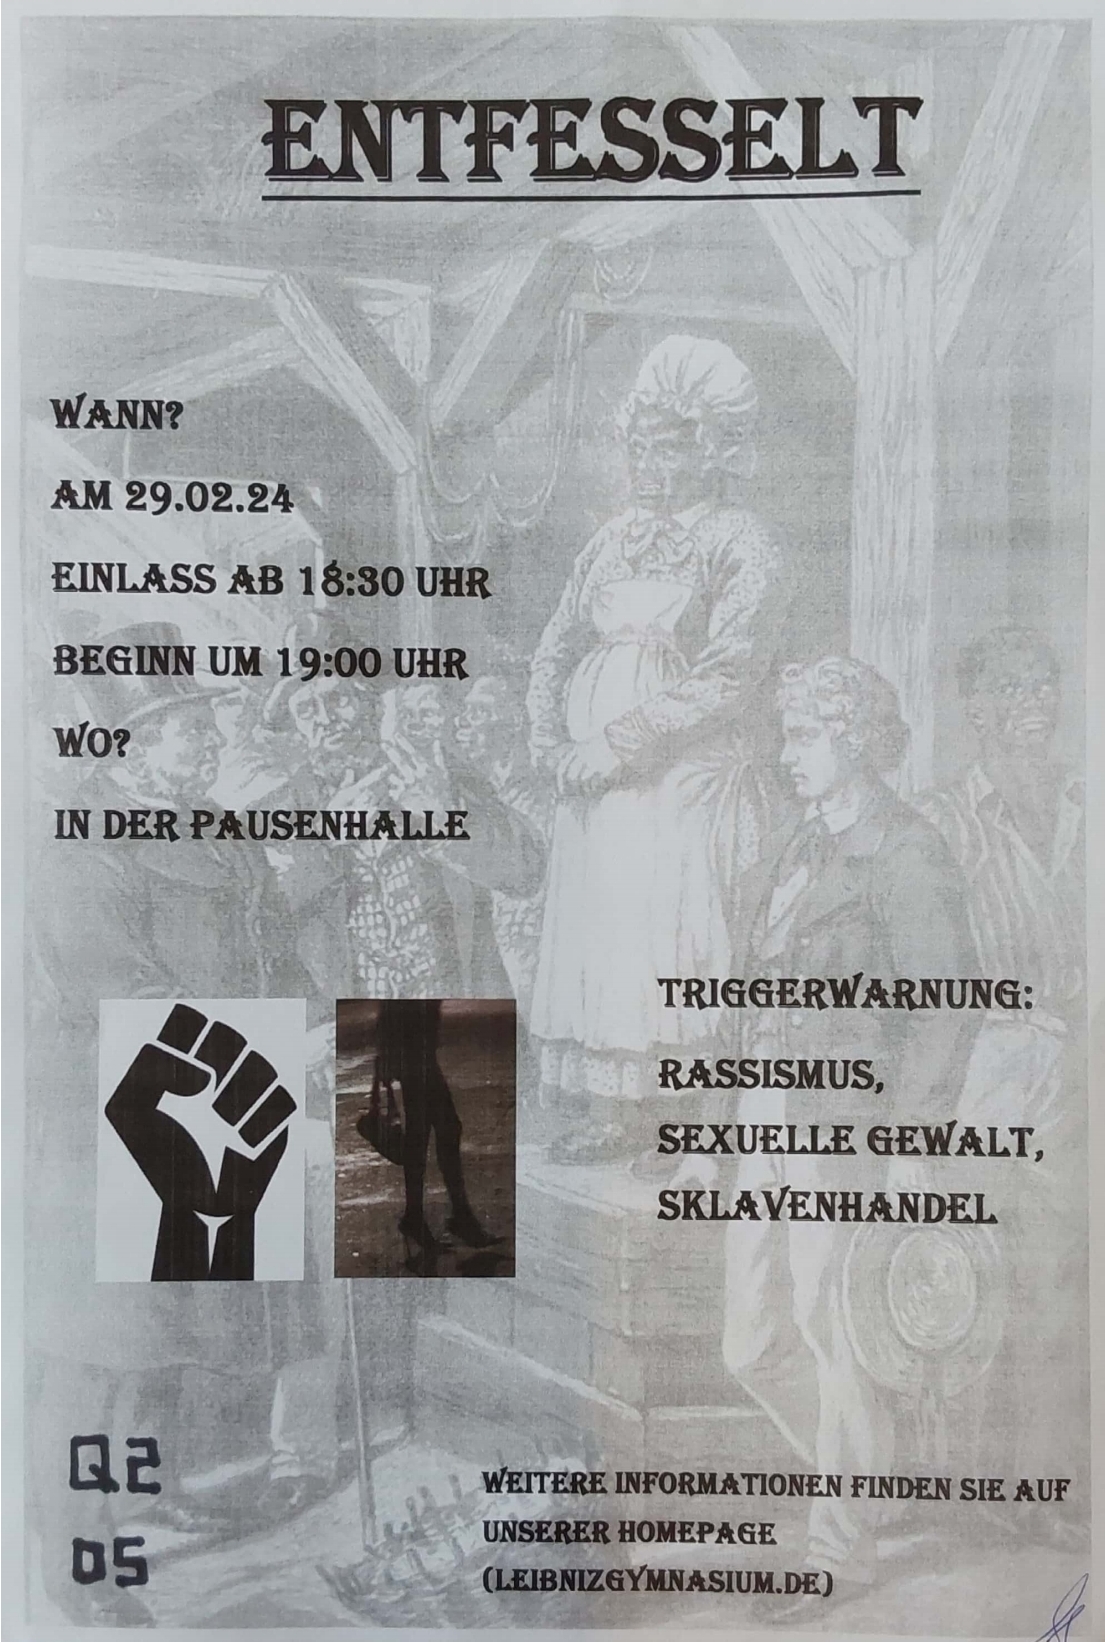 ENTFESSELT
WANN?
AM 29.02.24
EINLASS AB 18:30 UHR
BEGINN UM 19:00 UHR
WO?
IN DER PAUSENHALLE
TRIGGERWARNUNG:
RASSISMUS,
SEXUELLE GEWALT,
SKLAVENHANDEL
Q2
DS
WEITERE INFORMATIONEN FINDEN SIE AUF
UNSERER HOMEPAGE
(LEIBNIZGYMNASIUM.DE)